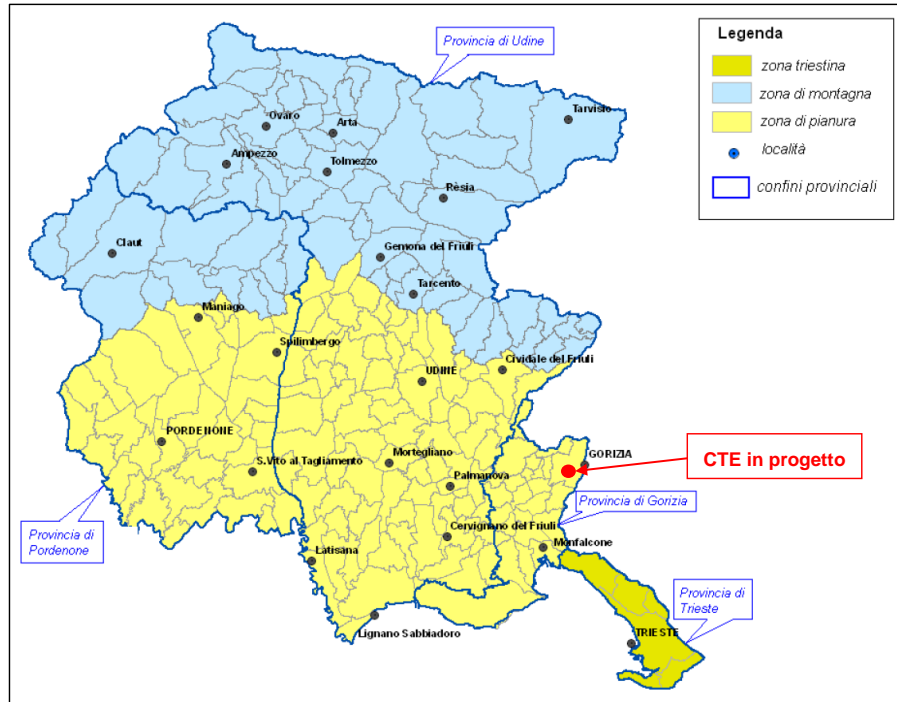 Provincia di Udine
Legenda
zona triestina
zona di montagna
zona di pianura
località
confini provinciali
Tarvisio
Ovaro
Arta
Ampezzo
Tolmezzo
Rèsia
Claut
Gemona del Friùli
Tarcento
Maniago
Spilimbergo
Cividale del Friuli
UDINE
PORDENONE
S.Vito al Tagliamento
Mortegliano
Palmanova
GORIZIA
CTE in progetto
Provincia di Gorizia
Provincia di
Pordenone
Cervignano del Friuli
Monfalcone
Latisana
Lignano Sabbiadoro
Provincia di
Trieste
TRIESTE